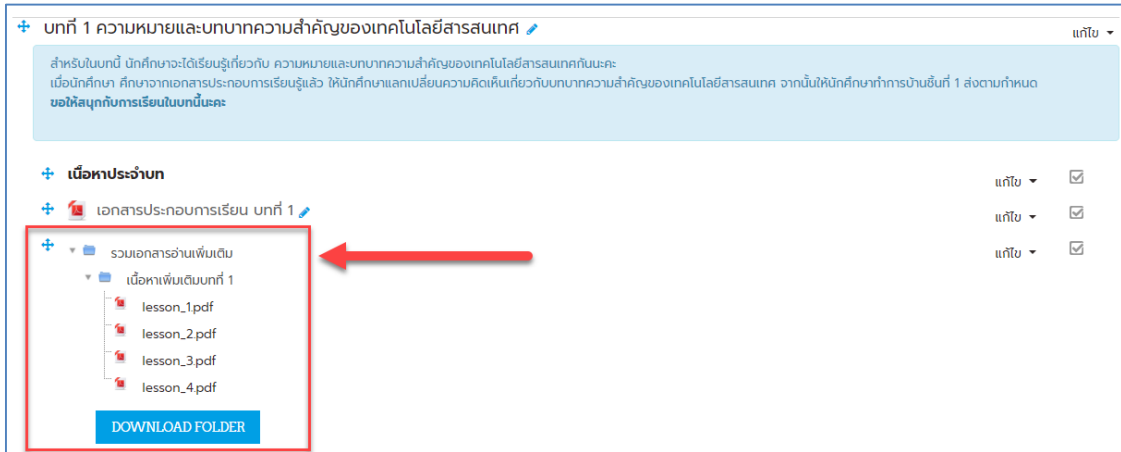 บทที่ 1 ความหมายและบทบาทความสำคัญของเทคโนโลยีสารสนเทศ
แก้ไข
สำหรับในบทนี้ นักศึกษาจะได้เรียนรู้เกี่ยวกับ ความหมายและบทบาทความสำคัญของเทคโนโลยีสารสนเทศกันนะคะ
เมื่อนักศึกษา ศึกษาจากเอกสารประกอบการเรียนรู้แล้ว ให้นักศึกษาแลกเปลี่ยนความคิดเห็นเกี่ยวกับบทบาทความสำคัญของเทคโนโลยีสารสนเทศ จากนั้นให้นักศึกษาทำการบ้านชิ้นที่ 1 ส่งตามกำหนด
ขอให้สนุกกับการเรียนในบทนี้นะคะ
เนื้อหาประจำบท
แก้ไข
เอกสารประกอบการเรียน บทที่ 1
แก้ไข
รวมเอกสารอ่านเพิ่มเติม
แก้ไข
เนื้อหาเพิ่มเติมบทที่ 1
lesson_1.pdf
lesson_2.pdf
lesson_3.pdf
lesson_4.pdf
DOWNLOAD FOLDER